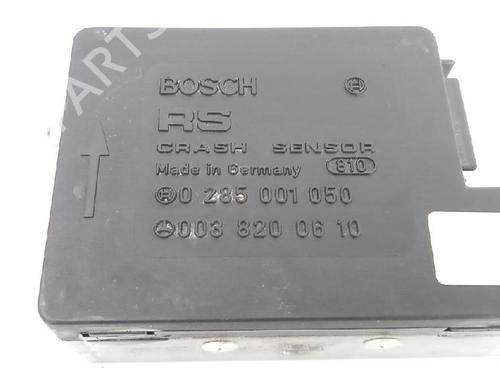 BOSCH
RS
CRASH SENSOR
Made in Germany 810
0 285 001 050
003 820 06 10